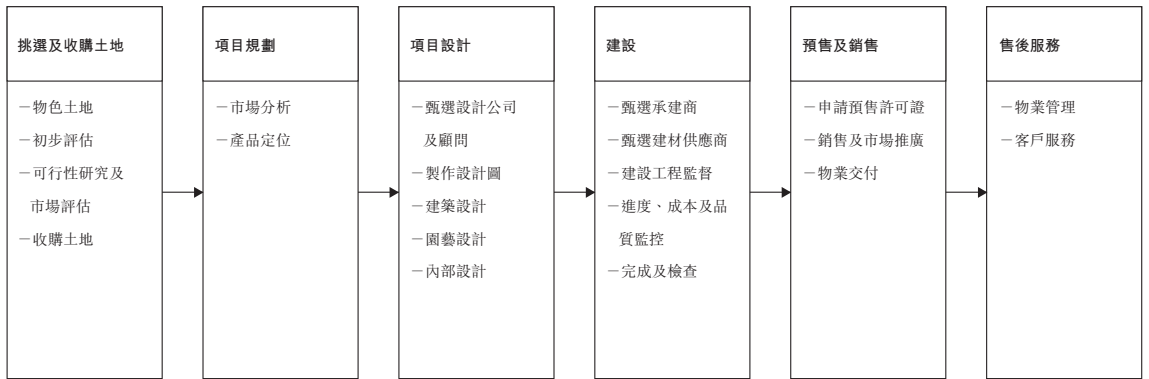 挑選及收購土地
－物色土地
－初步評估
－可行性研究及
市場評估
－收購土地
項目規劃
－市場分析
－產品定位
項目設計
－甄選設計公司
及顧問
－製作設計圖
－建築設計
－園藝設計
－內部設計
建設
－甄選承建商
－甄選建材供應商
－建設工程監督
－進度、成本及品
質監控
－完成及檢查
預售及銷售
－申請預售許可證
－銷售及市場推廣
－物業交付
售後服務
－物業管理
－客戶服務